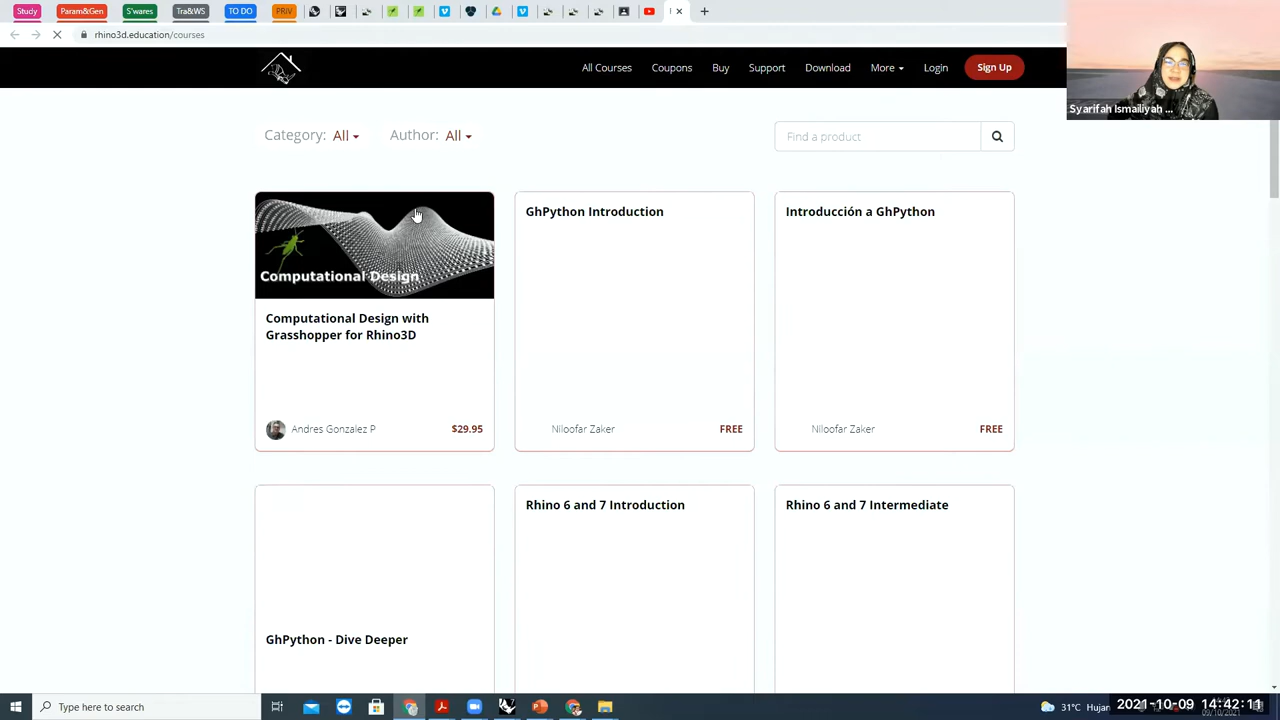 Study
Param&Gen
S'wares
Tra&WS
TO DO
PRIV
rhino3d.education/courses
All Courses
Coupons
Buy
Support
Download
More
Login
Sign Up
Syarifah Ismailiyah ...
Category: All
Author: All
Find a product
Computational Design
Computational Design with
Grasshopper for Rhino3D
Andres Gonzalez P
$29.95
GhPython Introduction
Niloofar Zaker
FREE
Introducción a GhPython
Niloofar Zaker
FREE
GhPython - Dive Deeper
Rhino 6 and 7 Introduction
Rhino 6 and 7 Intermediate
Type here to search
31°C Hujan
2021-10-09 14:42:11